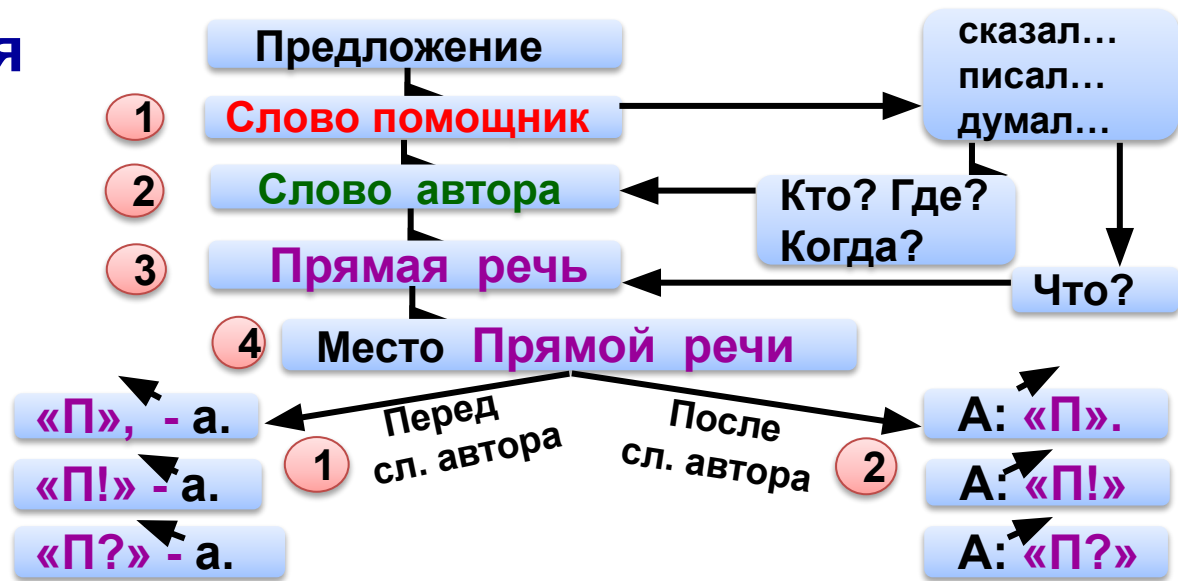 я
Предложение
сказал…
писал…
думал…
1
Слово помощник
2
Слово автора
Кто? Где?
Когда?
3
Прямая речь
Что?
4
Место Прямой речи
«П», - а.
«П!» - а.
«П?» - а.
1
Перед
сл. автора
После
сл. автора
2
А: «П».
А: «П!»
А: «П?»